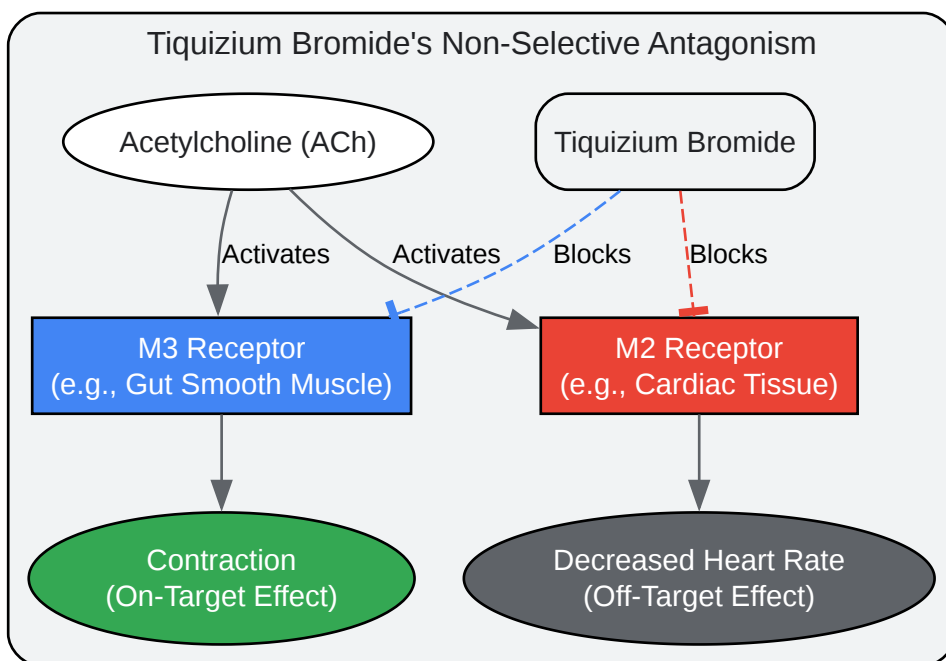 Tiquizium Bromide's Non-Selective Antagonism
Acetylcholine (ACh)
Tiquizium Bromide
Activates
Activates
Blocks
Blocks
M3 Receptor
(e.g., Gut Smooth Muscle)
M2 Receptor
(e.g., Cardiac Tissue)
Contraction
(On-Target Effect)
Decreased Heart Rate
(Off-Target Effect)